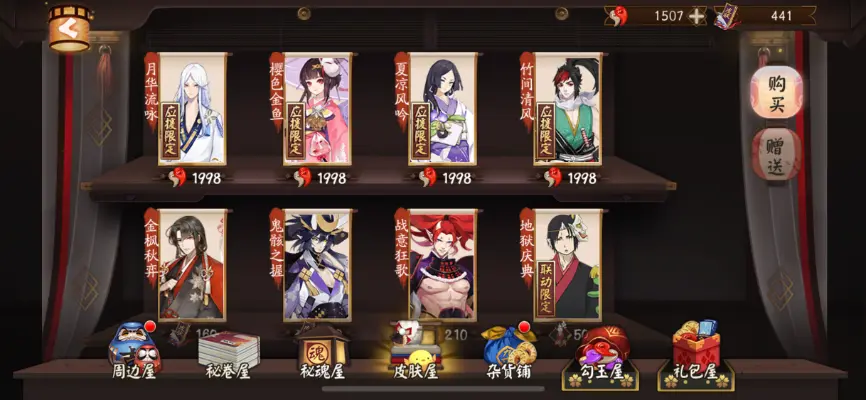 1507
441
购买
赠送
月华流咏
应援限定
1998
樱色金鱼
应援限定
1998
夏凉风吟
应援限定
1998
竹间清风
应援限定
1998
金枫秋弈
160
鬼骸之握
战意狂歌
210
地狱庆典
联动限定
50
周边屋
秘卷屋
魂
秘魂屋
皮肤屋
杂货铺
勾玉屋
礼包屋